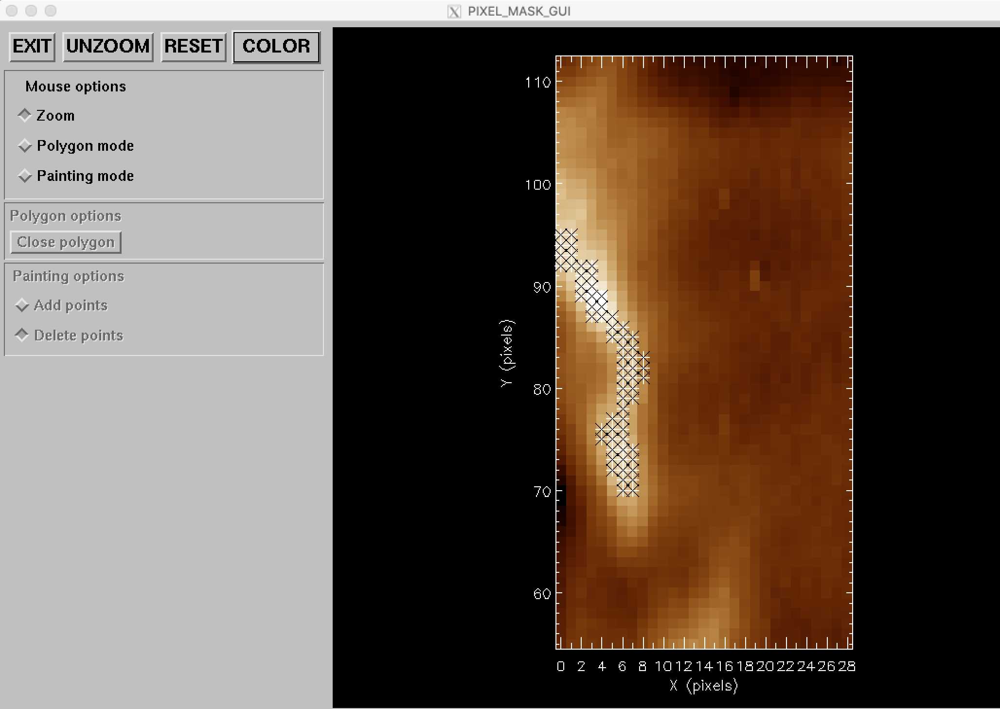 PIXEL_MASK_GUI
EXIT UNZOOM RESET COLOR
Mouse options
Zoom
Polygon mode
Painting mode
Polygon options
Close polygon
Painting options
Add points
Delete points
110
100
90
80
70
60
Y (pixels)
0 2 4 6 8 10 12 14 16 18 20 22 24 26 28
X (pixels)